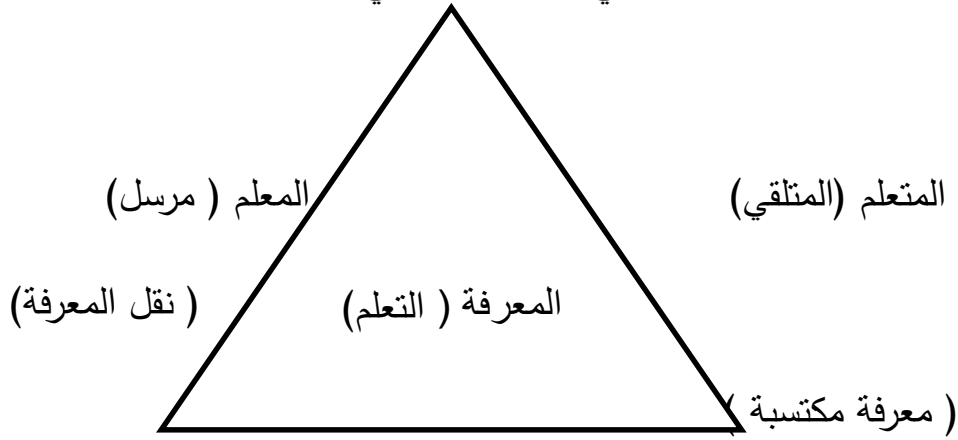 المتعلم (المتلقي)
المعلم ( مرسل)
المعرفة ( التعلم)
( نقل المعرفة)
( معرفة مكتسبة )